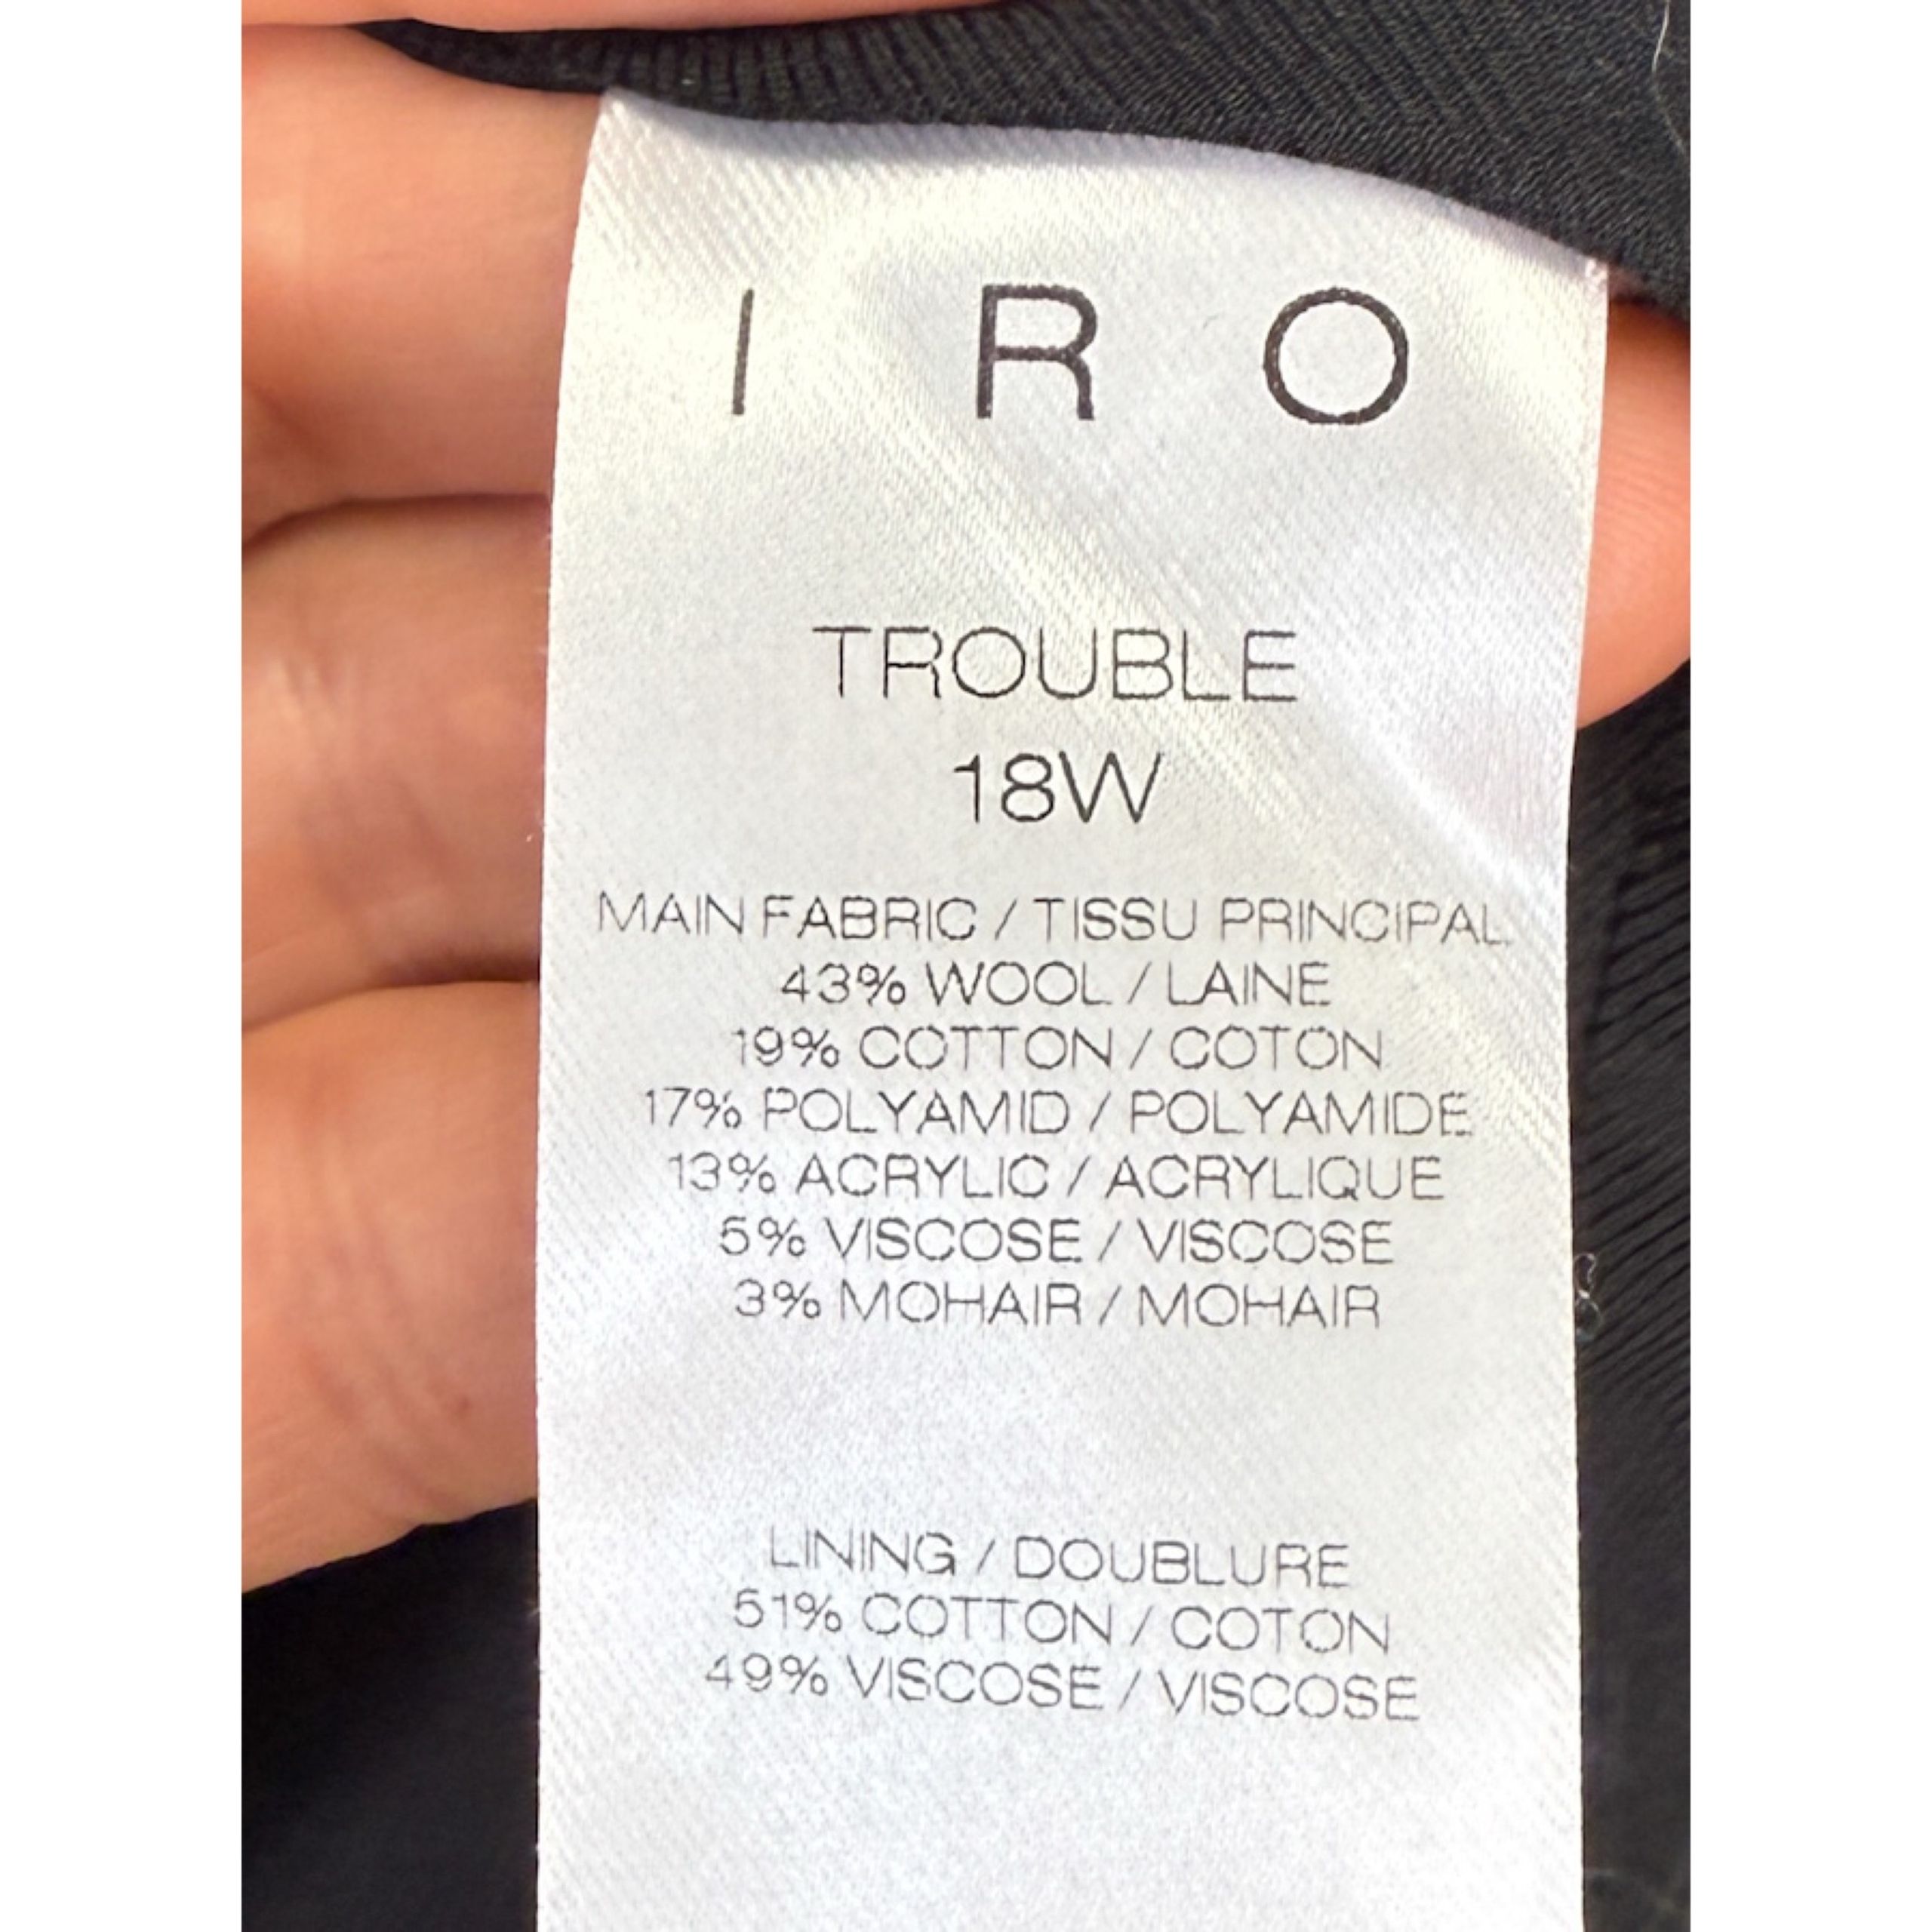 I R O
TROUBLE
18W
MAIN FABRIC / TISSU PRINCIPAL
43% WOOL / LAINE
19% COTTON / COTON
17% POLYAMID / POLYAMIDE
13% ACRYLIC / ACRYLIQUE
5% VISCOSE / VISCOSE
3% MOHAIR / MOHAIR
LINING / DOUBLURE
51% COTTON / COTON
49% VISCOSE / VISCOSE